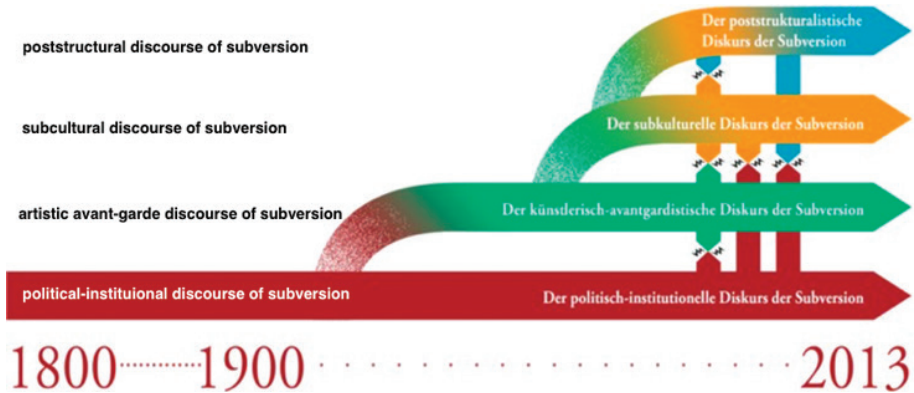 poststructural discourse of subversion
Der poststrukturalistische
Diskurs der Subversion
subcultural discourse of subversion
Der subkulturelle Diskurs der Subversion
artistic avant-garde discourse of subversion
Der künstlerisch-avantgardistische Diskurs der Subversion
political-instituional discourse of subversion
Der politisch-institutionelle Diskurs der Subversion
1800 1900 2013